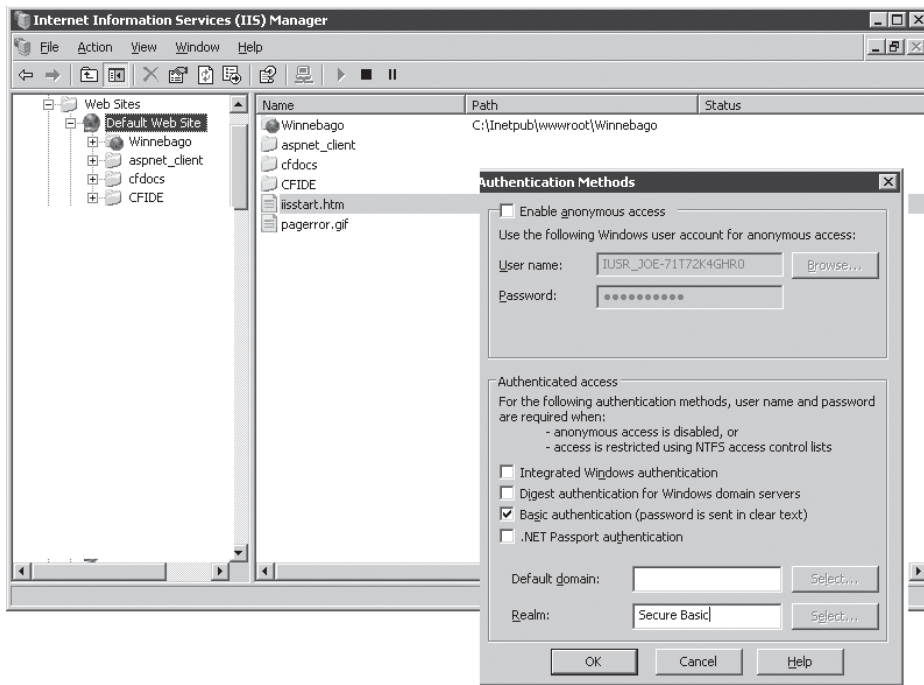 Internet Information Services (IIS) Manager
File Action View Window Help
Web Sites
Default Web Site
Winnebago
aspnet_client
cfdocs
CFIDE
Name Path Status
Winnebago C:\Inetpub\wwwroot\Winnebago
aspnet_client
cfdocs
CFIDE
iisstart.htm
pagerror.gif
Authentication Methods
Enable anonymous access
Use the following Windows user account for anonymous access:
User name: IUSR_JOE-71T72K4GHR0 Browse...
Password:
Authenticated access
For the following authentication methods, user name and password
are required when:
- anonymous access is disabled, or
- access is restricted using NTFS access control lists
Integrated Windows authentication
Digest authentication for Windows domain servers
Basic authentication (password is sent in clear text)
.NET Passport authentication
Default domain: Select...
Realm: Secure Basic Select...
OK Cancel Help